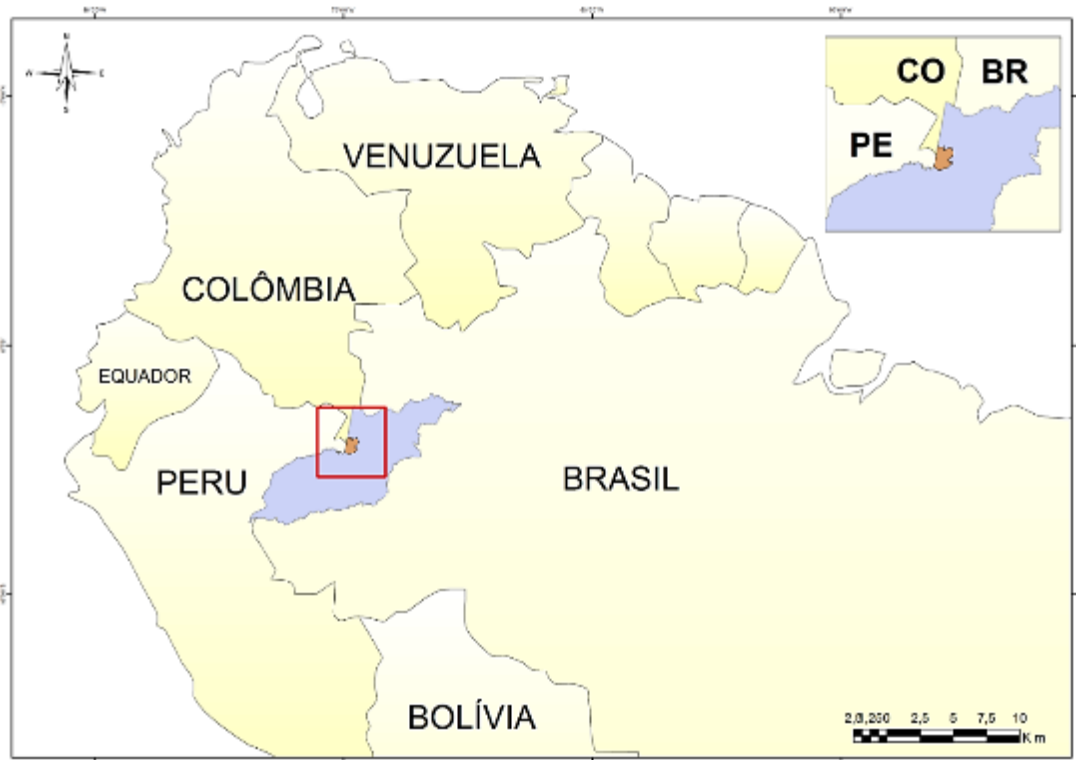 N
W E
S
CO BR
PE
VENUZUELA
COLÔMBIA
EQUADOR
PERU
BRASIL
BOLÍVIA
2,5 5 7,5 10
Km